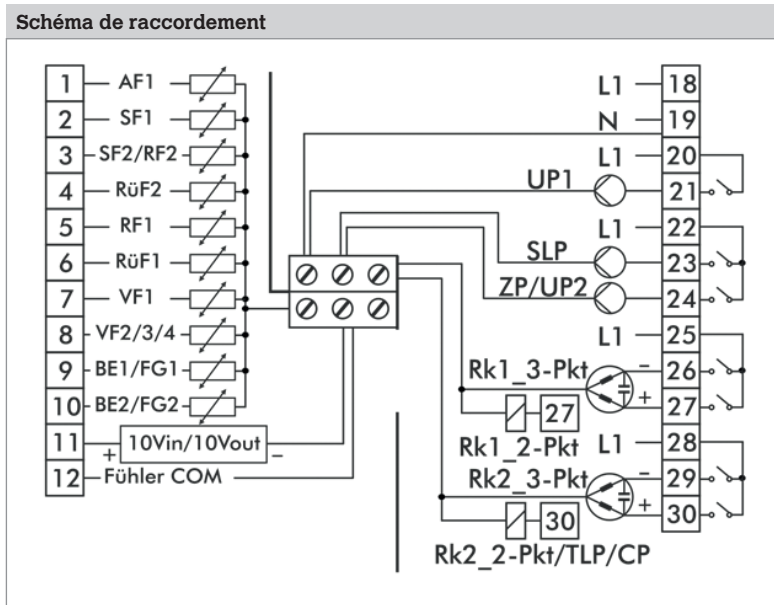 Schéma de raccordement
1 AF1
2 SF1
3 SF2/RF2
4 RüF2
5 RF1
6 RüF1
7 VF1
8 VF2/3/4
9 BE1/FG1
10 BE2/FG2
11 + 10Vin/10Vout −
12 Fühler COM
L1 18
N 19
L1 20
UP1 21
L1 22
SLP 23
ZP/UP2 24
L1 25
Rk1_3-Pkt − 26
27 + 27
Rk1_2-Pkt L1 28
Rk2_3-Pkt − 29
30 + 30
Rk2_2-Pkt/TLP/CP